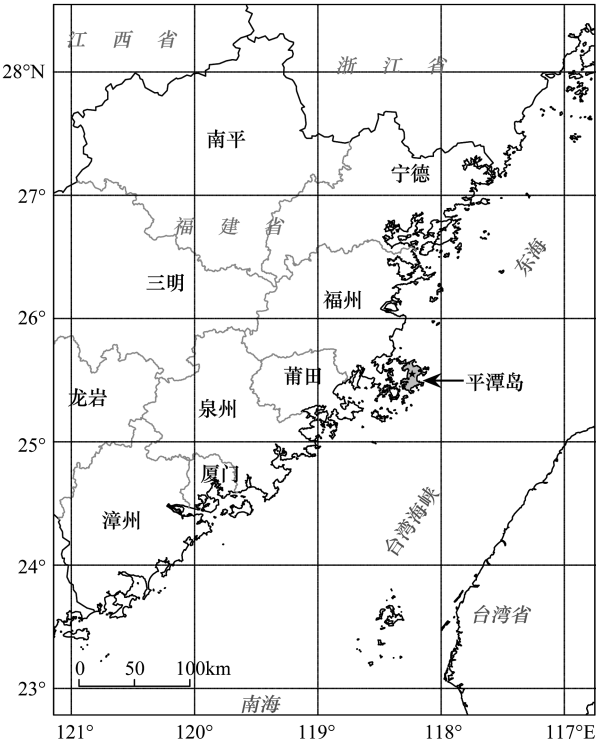 江西省
浙江省
28°N
南平
宁德
27°
福建省
东海
三明
福州
26°
莆田
平潭岛
龙岩
泉州
25°
厦门
漳州
台湾海峡
24°
台湾省
0 50 100km
23°
南海
121° 120° 119° 118° 117°E